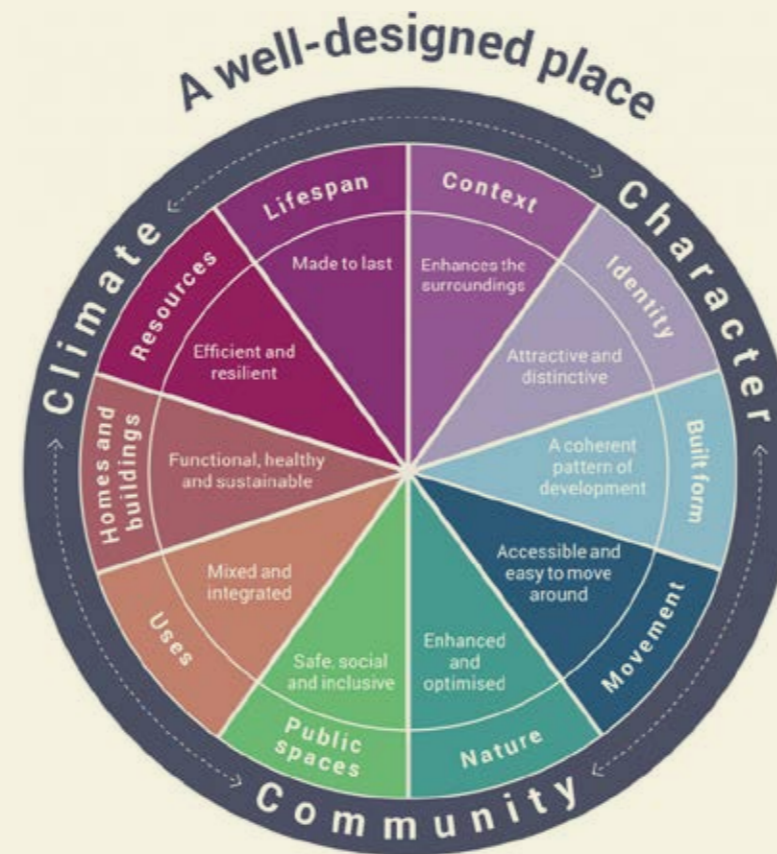 A well-designed place
Climate
Character
Community
Context
Enhances the
surroundings
Identity
Attractive and
distinctive
Built form
A coherent
pattern of
development
Movement
Accessible and
easy to move
around
Nature
Enhanced
and
optimised
Public
spaces
Safe, social
and inclusive
Uses
Mixed and
integrated
Homes and
buildings
Functional, healthy
and sustainable
Resources
Efficient and
resilient
Lifespan
Made to last